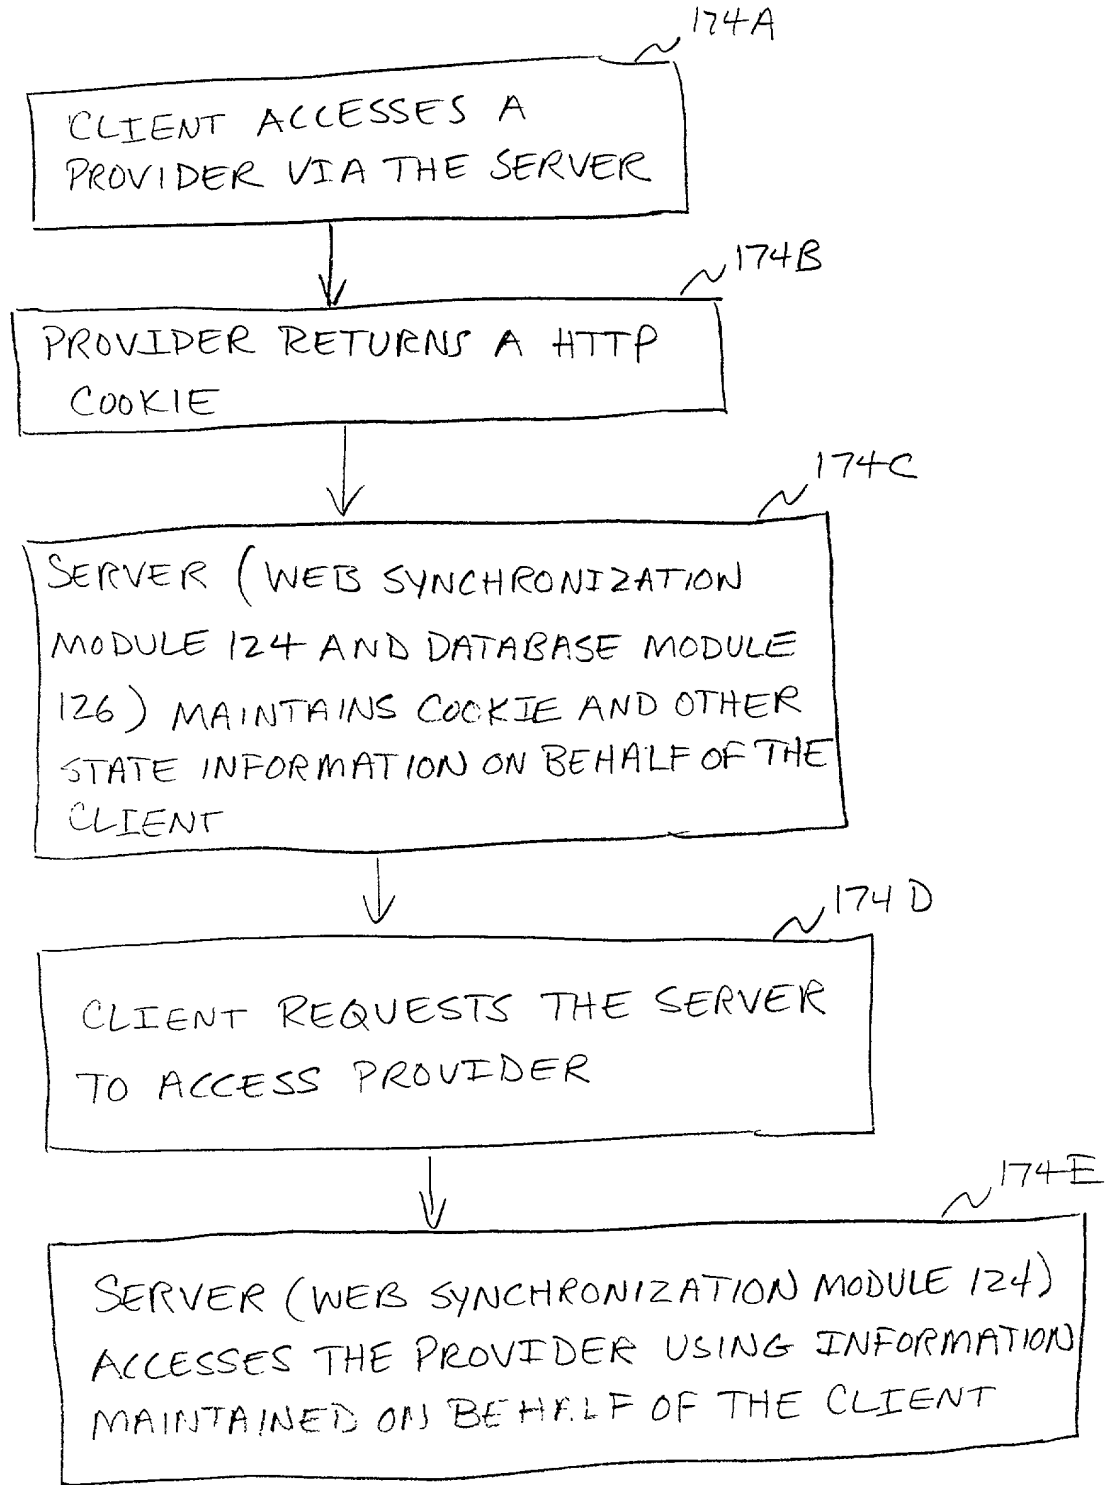 174A
CLIENT ACCESSES A
PROVIDER VIA THE SERVER
174B
PROVIDER RETURNS A HTTP
COOKIE
174C
SERVER (WEB SYNCHRONIZATION
MODULE 124 AND DATABASE MODULE
126) MAINTAINS COOKIE AND OTHER
STATE INFORMATION ON BEHALF OF THE
CLIENT
174D
CLIENT REQUESTS THE SERVER
TO ACCESS PROVIDER
174E
SERVER (WEB SYNCHRONIZATION MODULE 124)
ACCESSES THE PROVIDER USING INFORMATION
MAINTAINED ON BEHALF OF THE CLIENT